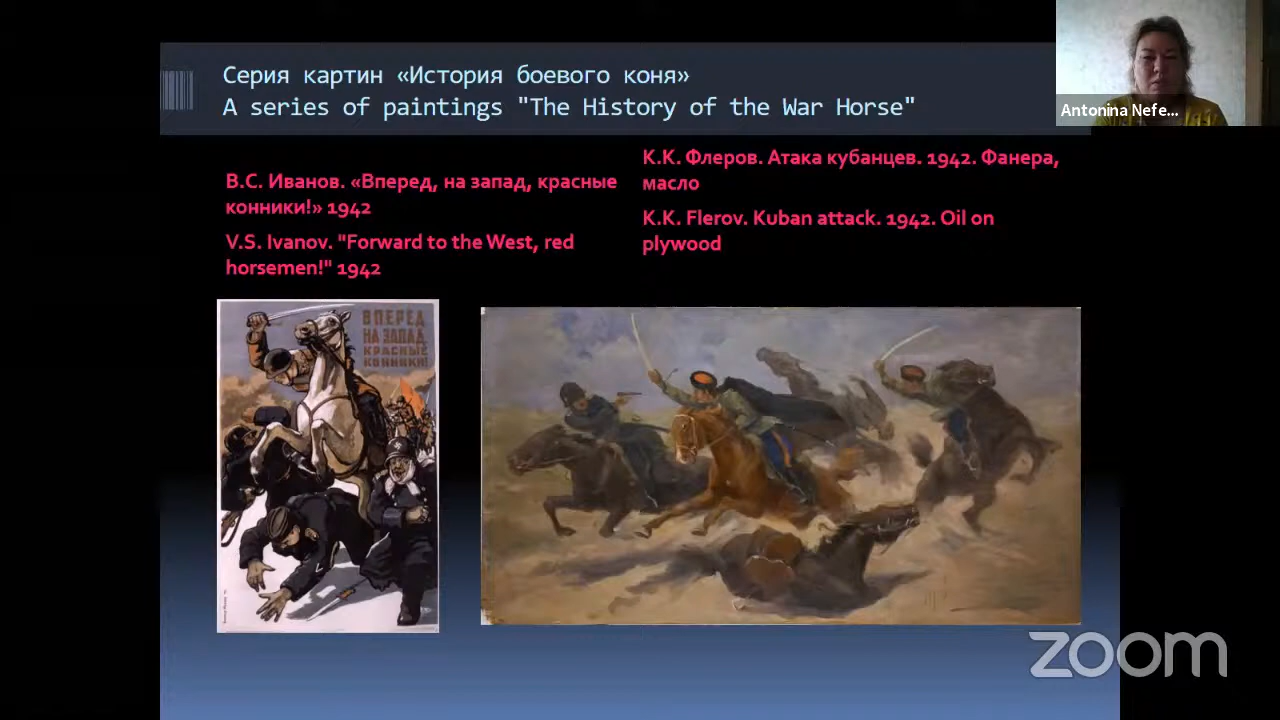 Серия картин «История боевого коня»
A series of paintings "The History of the War Horse"
Antonina Nefe...
В.С. Иванов. «Вперед, на запад, красные
конники!» 1942
V.S. Ivanov. "Forward to the West, red
horsemen!" 1942
К.К. Флеров. Атака кубанцев. 1942. Фанера,
масло
K.K. Flerov. Kuban attack. 1942. Oil on
plywood
ВПЕРЕД
НА ЗАПАД,
КРАСНЫЕ
КОННИКИ!
zoom